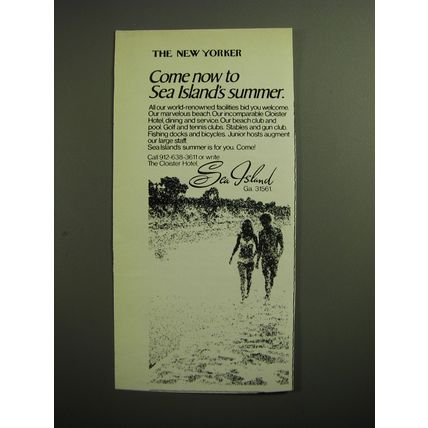 THE NEW YORKER
Come now to
Sea Island's summer.
All our world-renowned facilities bid you welcome.
Our marvelous beach. Our incomparable Cloister
Hotel, dining and service. Our beach club and
pool. Golf and tennis clubs. Stables and gun club.
Fishing docks and bicycles. Junior hosts augment
our large staff.
Sea Island's summer is for you. Come!
Call 912-638-3611 or write
The Cloister Hotel,
Sea Island
Ga. 31561.